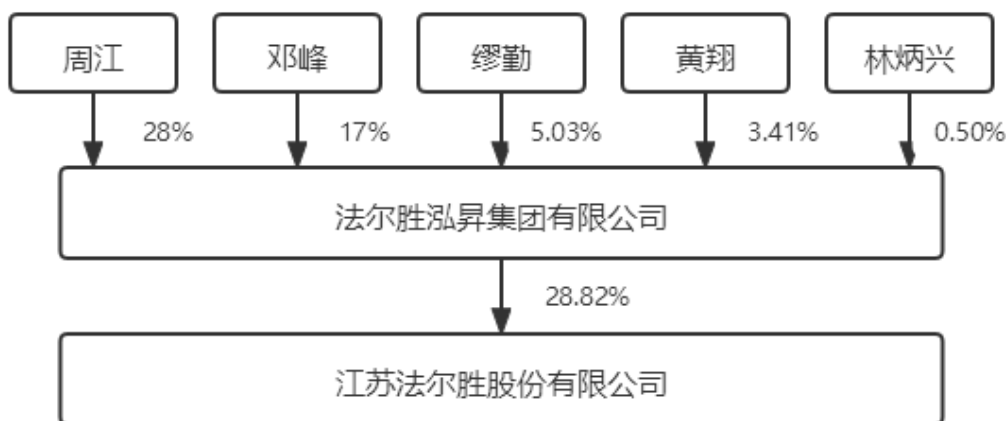 周江
邓峰
缪勤
黄翔
林炳兴
28%
17%
5.03%
3.41%
0.50%
法尔胜泓昇集团有限公司
28.82%
江苏法尔胜股份有限公司